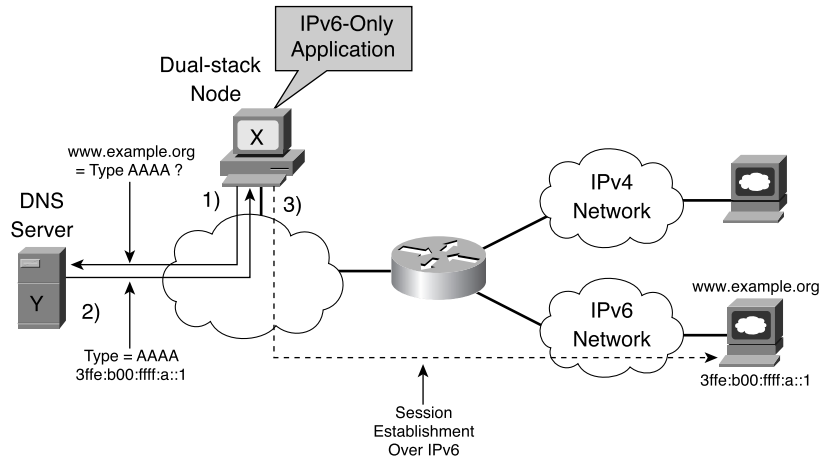 IPv6-Only
Application
Dual-stack
Node
X
www.example.org
= Type AAAA ?
1)
3)
DNS
Server
Y
2)
Type = AAAA
3ffe:b00:ffff:a::1
IPv4
Network
IPv6
Network
www.example.org
3ffe:b00:ffff:a::1
Session
Establishment
Over IPv6